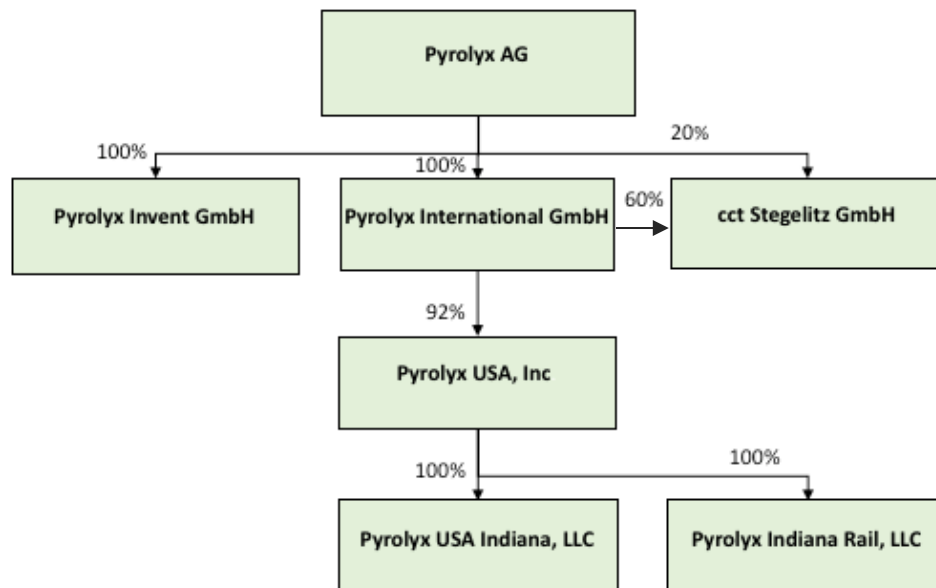 Pyrolyx AG
20%
100%
100%
Pyrolyx Invent GmbH
Pyrolyx International GmbH
60%
cct Stegelitz GmbH
92%
Pyrolyx USA, Inc
100%
100%
Pyrolyx USA Indiana, LLC
Pyrolyx Indiana Rail, LLC